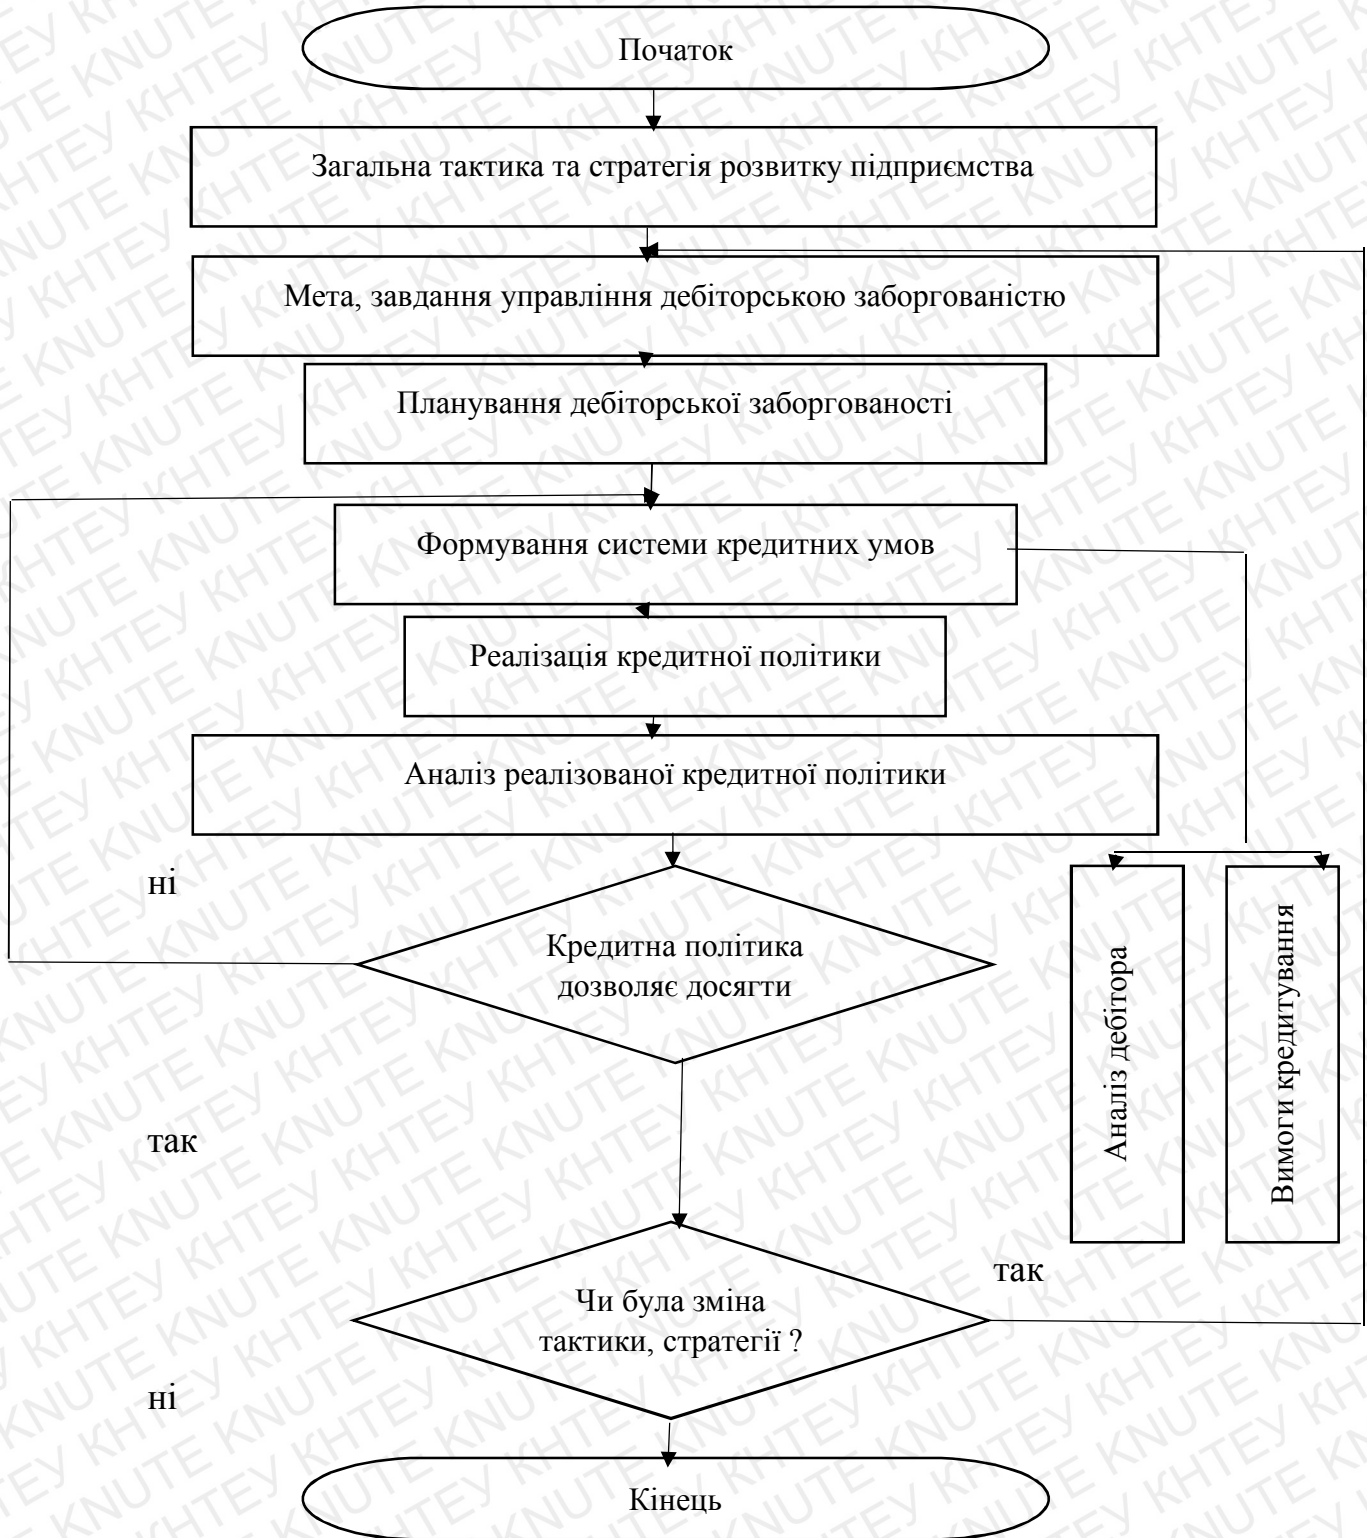 Початок
Загальна тактика та стратегія розвитку підприємства
Мета, завдання управління дебіторською заборгованістю
Планування дебіторської заборгованості
Формування системи кредитних умов
Реалізація кредитної політики
Аналіз реалізованої кредитної політики
ні
Кредитна політика
дозволяє досягти
Аналіз дебітора
Вимоги кредитування
так
так
Чи була зміна
тактики, стратегії ?
ні
Кінець